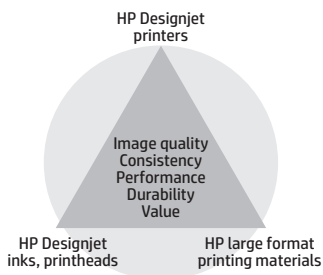 HP Designjet
printers
Image quality
Consistency
Performance
Durability
Value
HP Designjet
inks, printheads
HP large format
printing materials